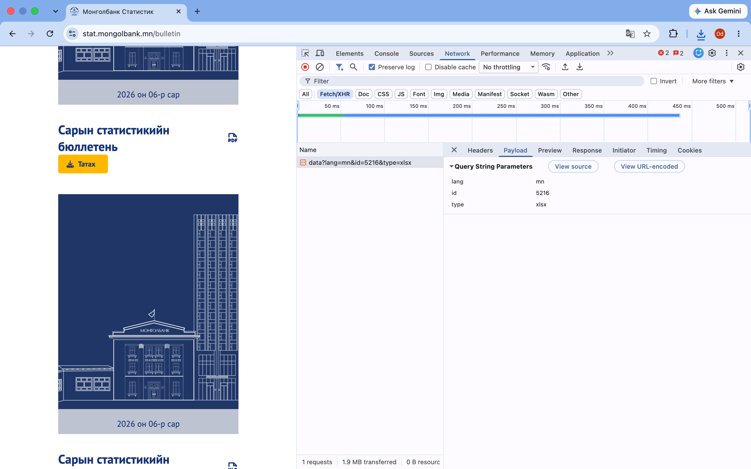 Монголбанк Статистик
Ask Gemini
stat.mongolbank.mn/bulletin
Od
2026 он 06-р сар
Сарын статистикийн
бюллетень
PDF
Татах
МОНГОЛБАНК
2026 он 06-р сар
Сарын статистикийн
Elements Console Sources Network Performance Memory Application 2 2
Preserve log Disable cache No throttling
Filter Invert More filters
All Fetch/XHR Doc CSS JS Font Img Media Manifest Socket Wasm Other
50 ms 100 ms 150 ms 200 ms 250 ms 300 ms 350 ms 400 ms 450 ms 500 ms
Name
data?lang=mn&id=5216&type=xlsx
Headers Payload Preview Response Initiator Timing Cookies
Query String Parameters View source View URL-encoded
lang mn
id 5216
type xlsx
1 requests 1.9 MB transferred 0 B resourc